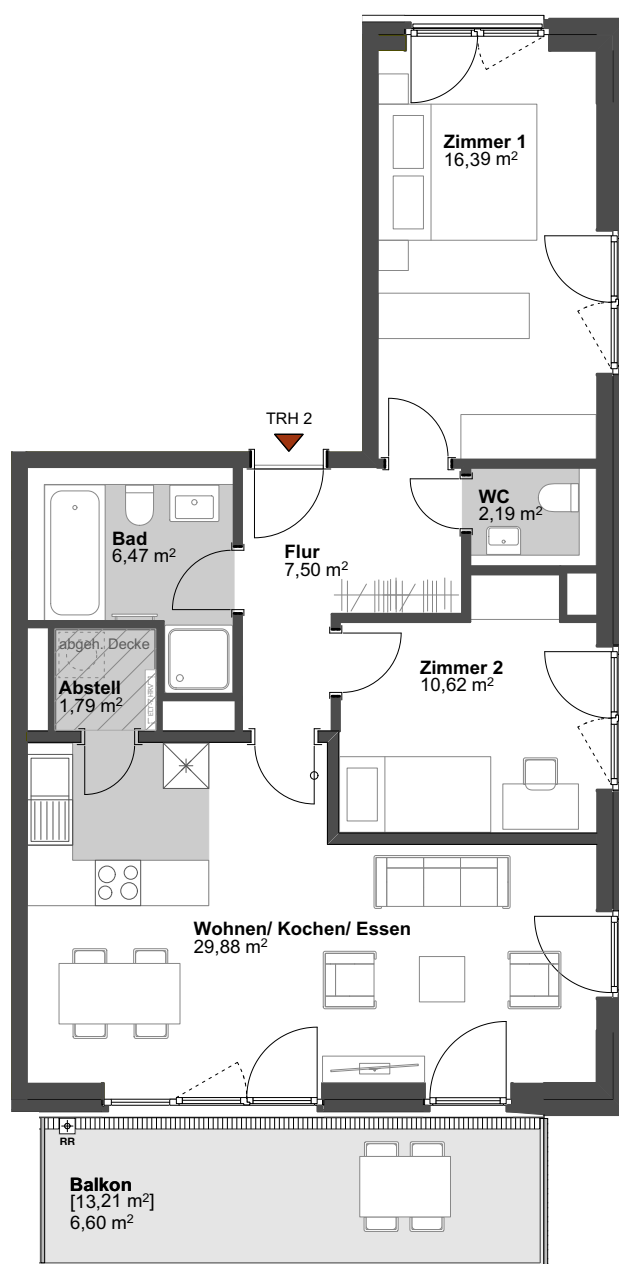 Zimmer 1
16,39 m²
TRH 2
WC
2,19 m²
Bad
6,47 m²
Flur
7,50 m²
abgeh. Decke
Abstell
1,79 m²
Zimmer 2
10,62 m²
Wohnen/ Kochen/ Essen
29,88 m²
RR
Balkon
[13,21 m²]
6,60 m²